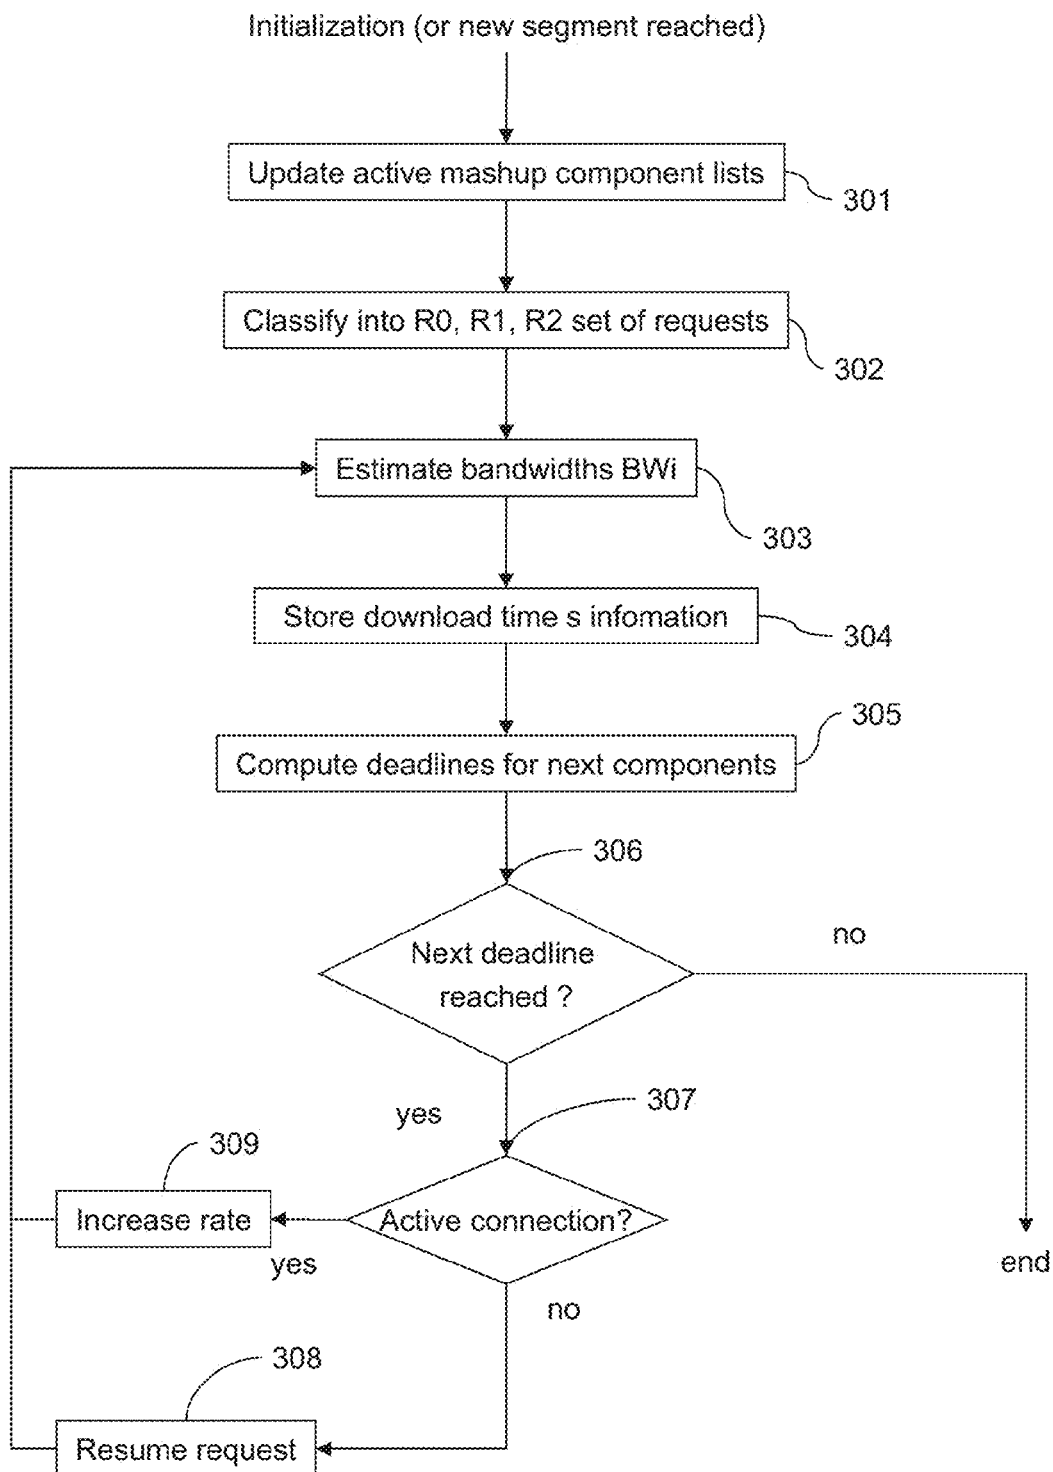 Initialization (or new segment reached)
Update active mashup component lists
301
Classify into R0, R1, R2 set of requests
302
Estimate bandwidths BWi
303
Store download time s infomation
304
305
Compute deadlines for next components
306
no
Next deadline
reached ?
yes
307
309
Increase rate
Active connection?
yes
end
no
308
Resume request